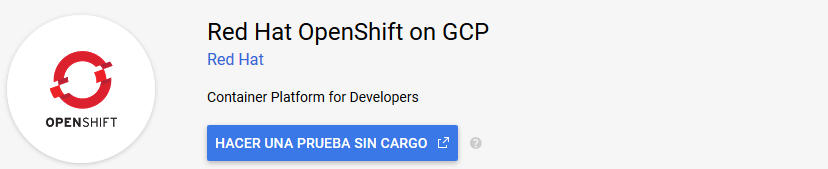 Red Hat OpenShift on GCP
Red Hat
Container Platform for Developers
OPENSHIFT
HACER UNA PRUEBA SIN CARGO
?